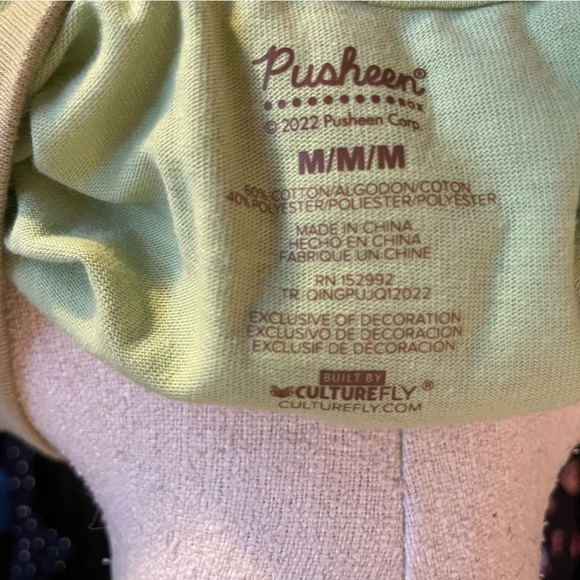 Pusheen®
BOX
© 2022 Pusheen Corp.
M/M/M
60% COTTON/ALGODON/COTON
40% POLYESTER/POLIESTER/POLYESTER
MADE IN CHINA
HECHO EN CHINA
FABRIQUE UN CHINE
RN 152992
TR: QINGPUJQ12022
EXCLUSIVE OF DECORATION
EXCLUSIVO DE DECORACION
EXCLUSIF DE DECORACION
BUILT BY
CULTUREFLY®
CULTUREFLY.COM